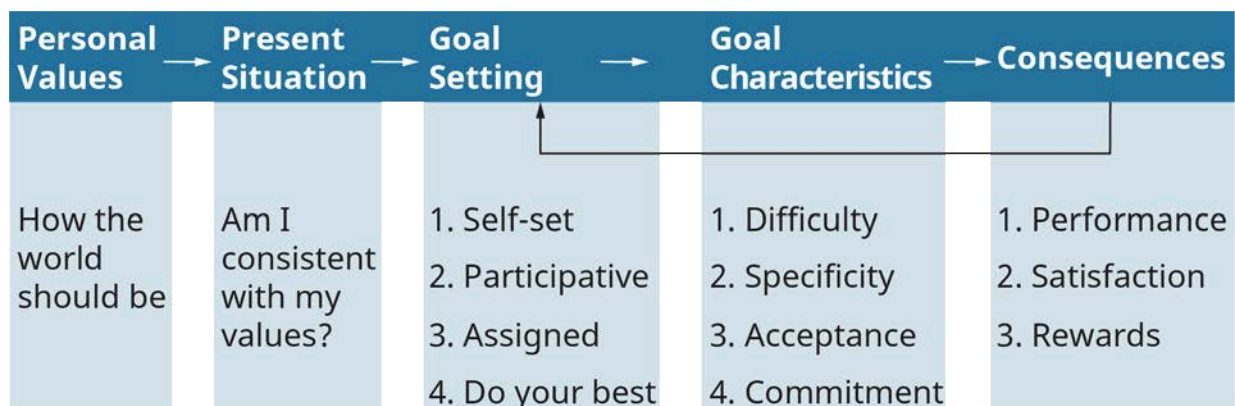 Personal Values
Present Situation
Goal Setting
Goal Characteristics
Consequences
How the
world
should be
Am I
consistent
with my
values?
1. Self-set
2. Participative
3. Assigned
4. Do your best
1. Difficulty
2. Specificity
3. Acceptance
4. Commitment
1. Performance
2. Satisfaction
3. Rewards